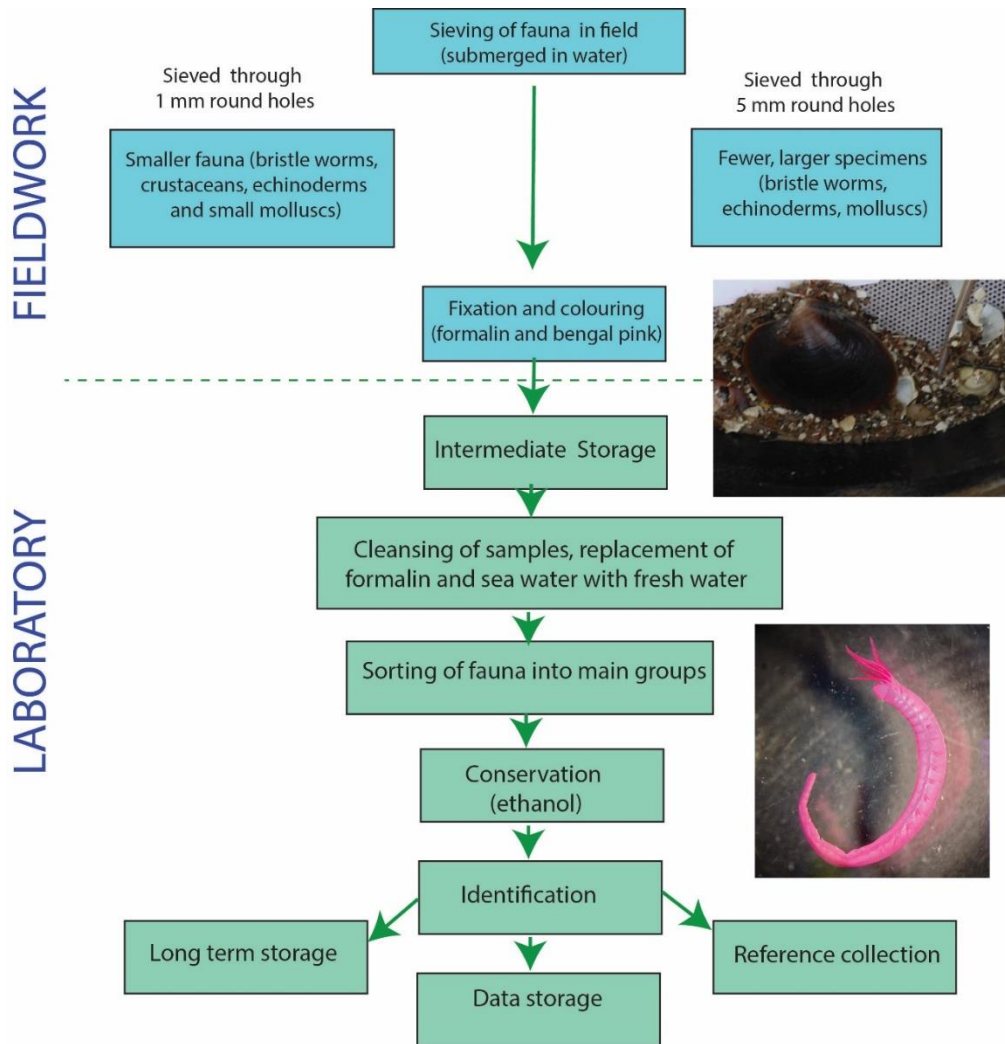 Sieving of fauna in field
(submerged in water)
Sieved through
1 mm round holes
Sieved through
5 mm round holes
Smaller fauna (bristle worms,
crustaceans, echinoderms
and small molluscs)
Fewer, larger specimens
(bristle worms,
echinoderms, molluscs)
FIELDWORK
Fixation and colouring
(formalin and bengal pink)
Intermediate Storage
Cleansing of samples, replacement of
formalin and sea water with fresh water
LABORATORY
Sorting of fauna into main groups
Conservation
(ethanol)
Identification
Long term storage
Reference collection
Data storage